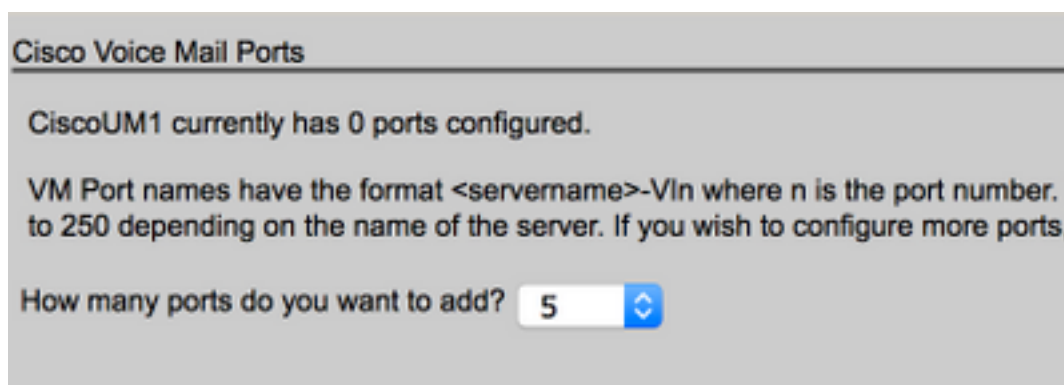 Cisco Voice Mail Ports
CiscoUM1 currently has 0 ports configured.
VM Port names have the format <servername>-VIn where n is the port number.
to 250 depending on the name of the server. If you wish to configure more ports
How many ports do you want to add? 5